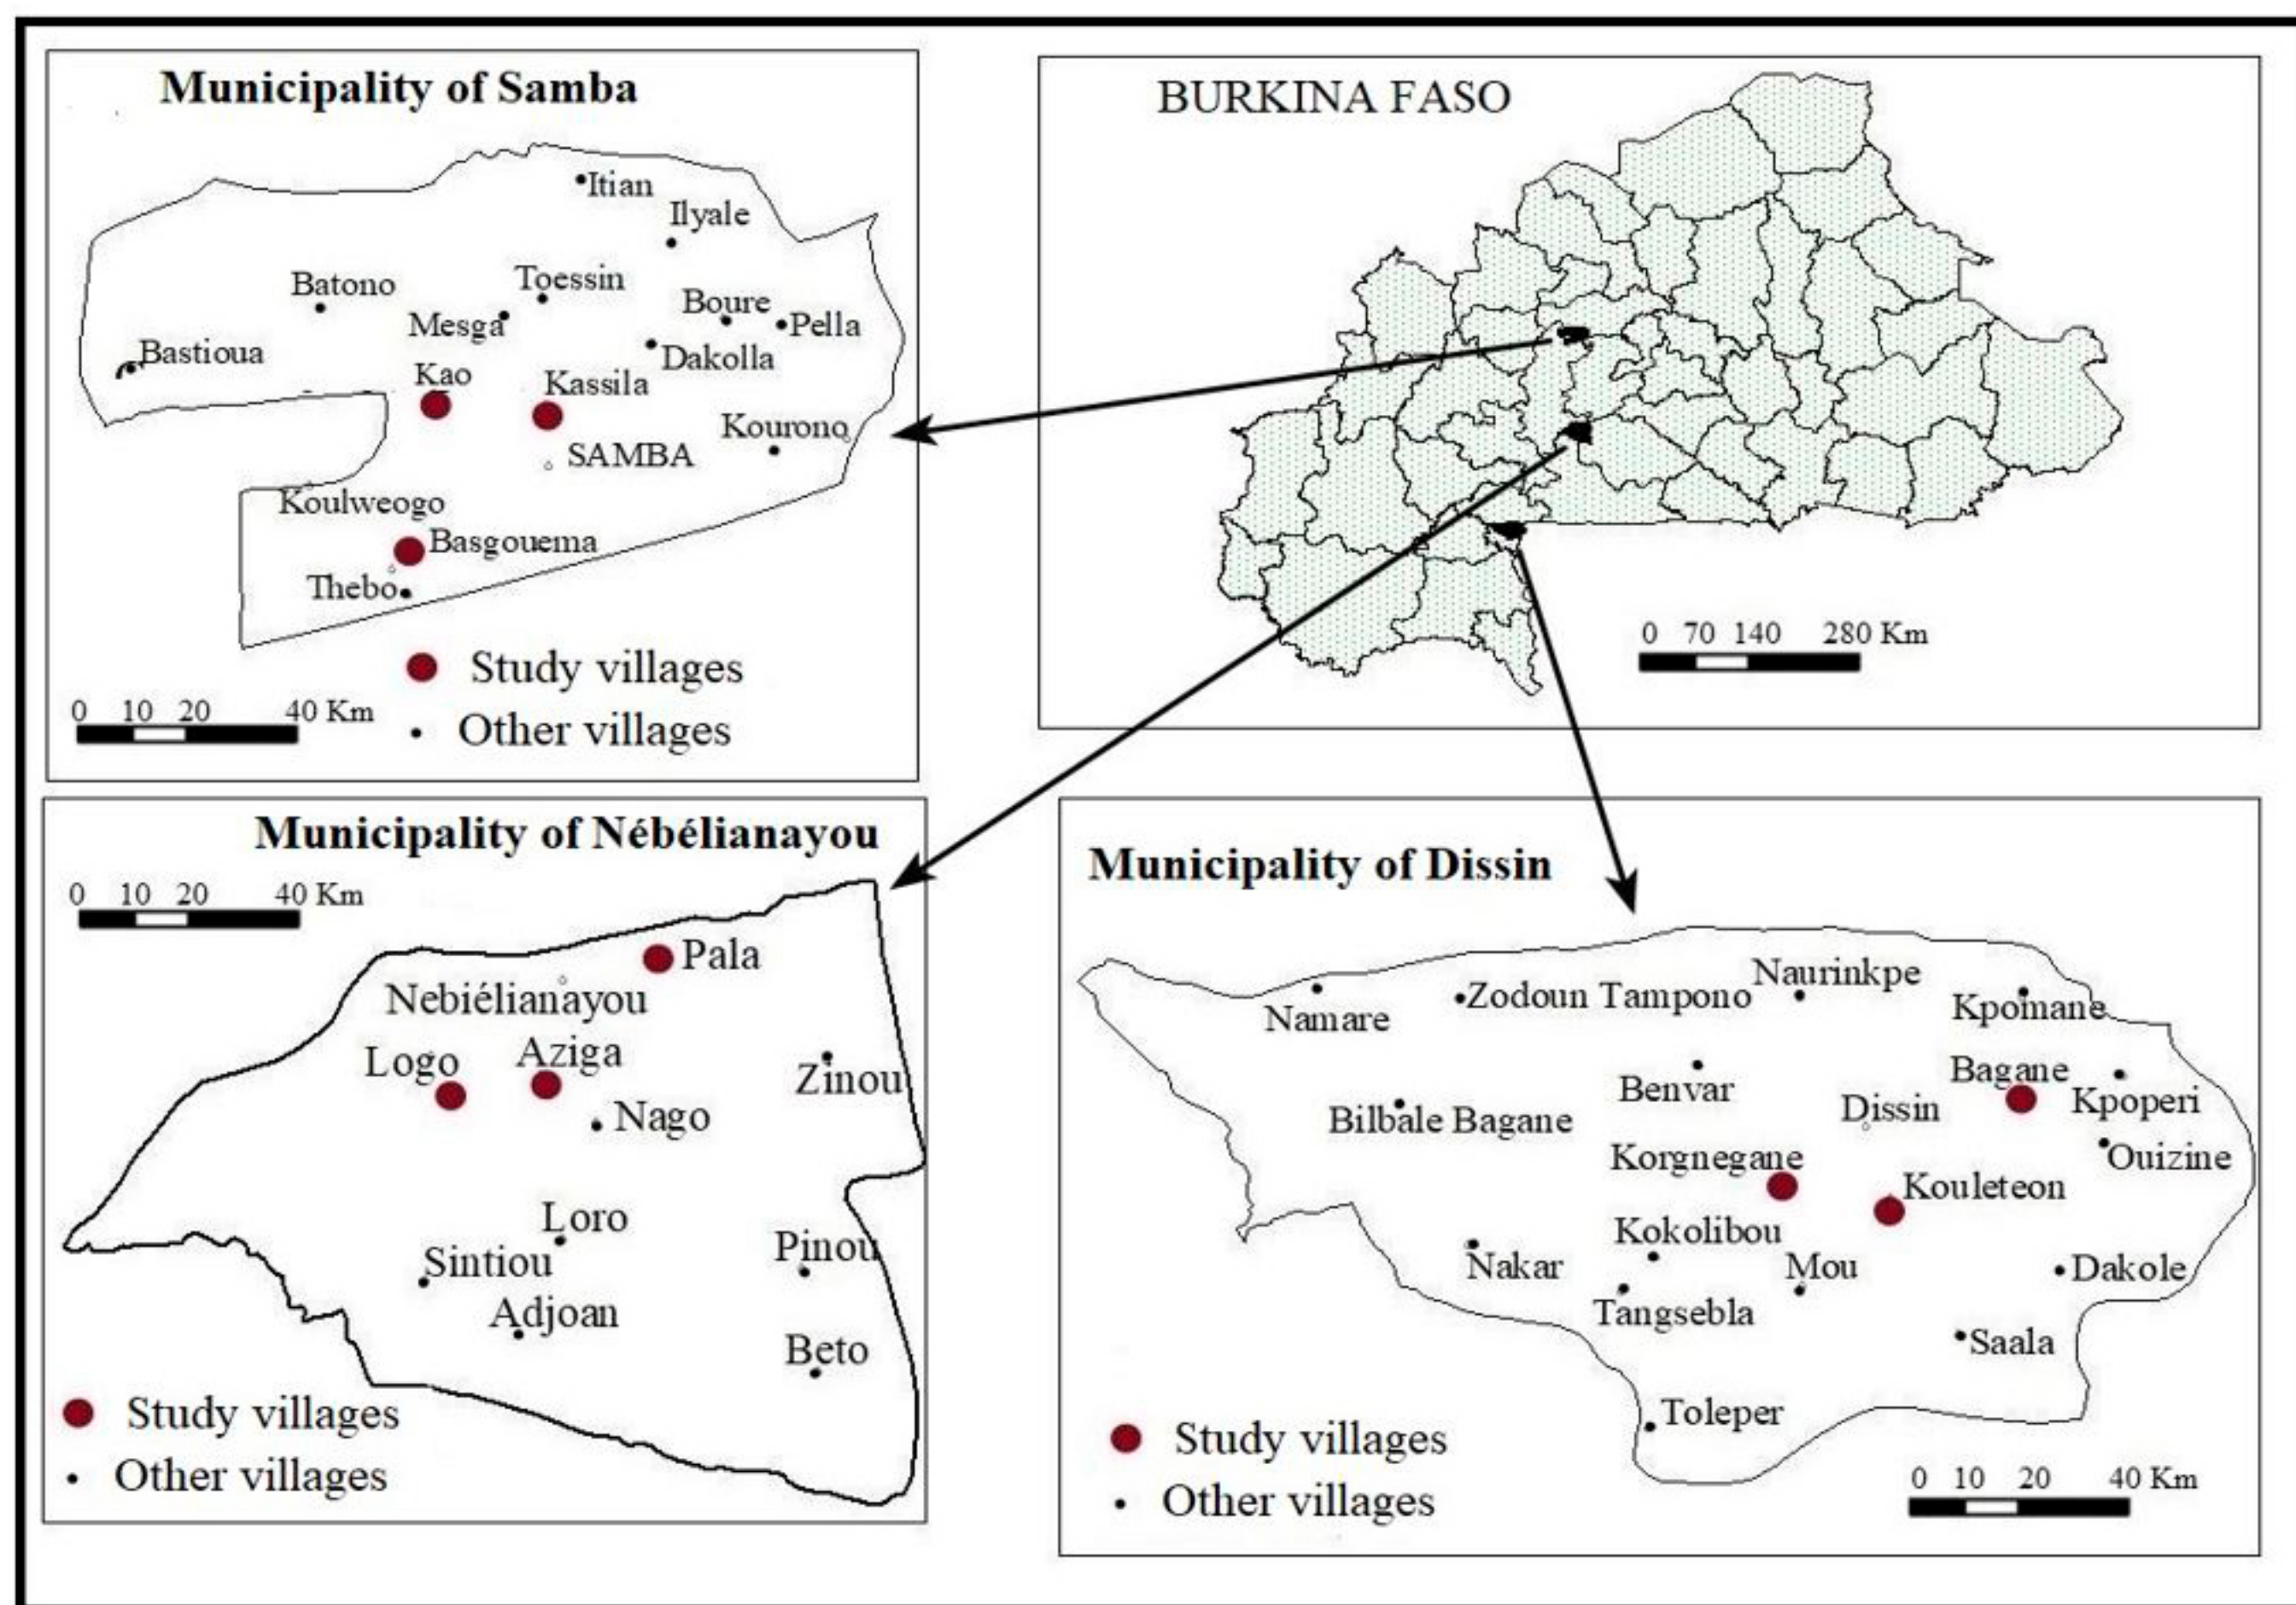 Municipality of Samba
Itian
Ilyale
Toessin
Batono
Boure
Mesga
Pella
Bastioua
Dakolla
Kao
Kassila
Kourono
SAMBA
Koulweogo
Basgouema
Thebo
Study villages
0 10 20 40 Km
Other villages
BURKINA FASO
0 70 140 280 Km
Municipality of Nébélianayou
0 10 20 40 Km
Pala
Nebiélianayou
Aziga
Logo
Zinou
Nago
Loro
Pinou
Sintiou
Adjoan
Beto
Study villages
Other villages
Municipality of Dissin
Naurinkpe
Zodoun Tampono
Kpomane
Namare
Bagane
Benvar
Kpoperi
Dissin
Bilbale Bagane
Korgnegane
Ouizine
Kouleteon
Kokolibou
Nakar
Mou
Dakole
Tangsebla
Saala
Toleper
Study villages
0 10 20 40 Km
Other villages